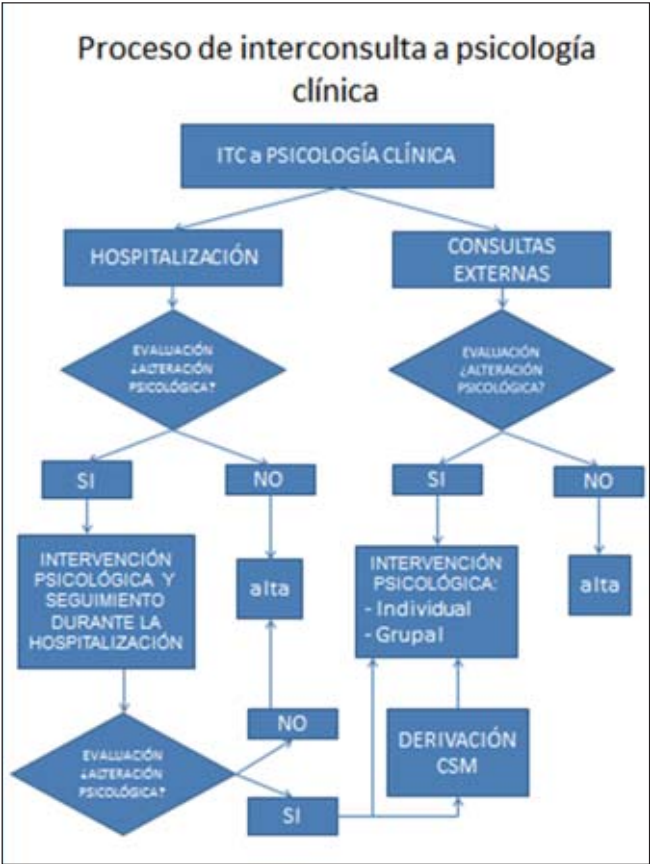 Proceso de interconsulta a psicología
clínica
ITC a PSICOLOGÍA CLÍNICA
HOSPITALIZACIÓN
CONSULTAS
EXTERNAS
EVALUACIÓN
¿ALTERACIÓN
PSICOLÓGICA?
EVALUACIÓN
¿ALTERACIÓN
PSICOLÓGICA?
SI
NO
SI
NO
INTERVENCIÓN
PSICOLÓGICA Y
SEGUIMIENTO
DURANTE LA
HOSPITALIZACIÓN
alta
INTERVENCIÓN
PSICOLÓGICA:
- Individual
- Grupal
alta
EVALUACIÓN
¿ALTERACIÓN
PSICOLÓGICA?
NO
SI
DERIVACIÓN
CSM